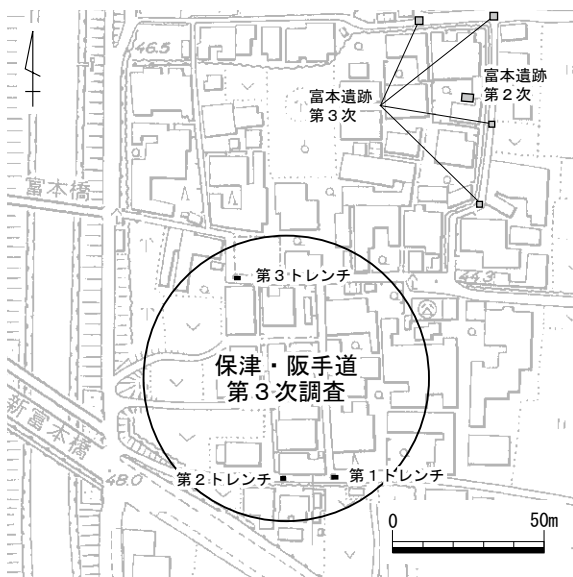 46.5
富本遺跡
第３次
富本遺跡
第２次
富本橋
第３トレンチ
44.3
保津・阪手道
第３次調査
新富本橋
48.0
第２トレンチ
第１トレンチ
0
50m